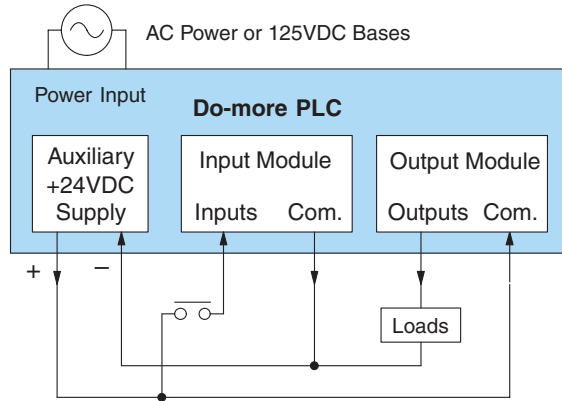 AC Power or 125VDC Bases
Power Input
Do-more PLC
Auxiliary
+24VDC
Supply
Input Module
Inputs Com.
Output Module
Outputs Com.
+ −
Loads